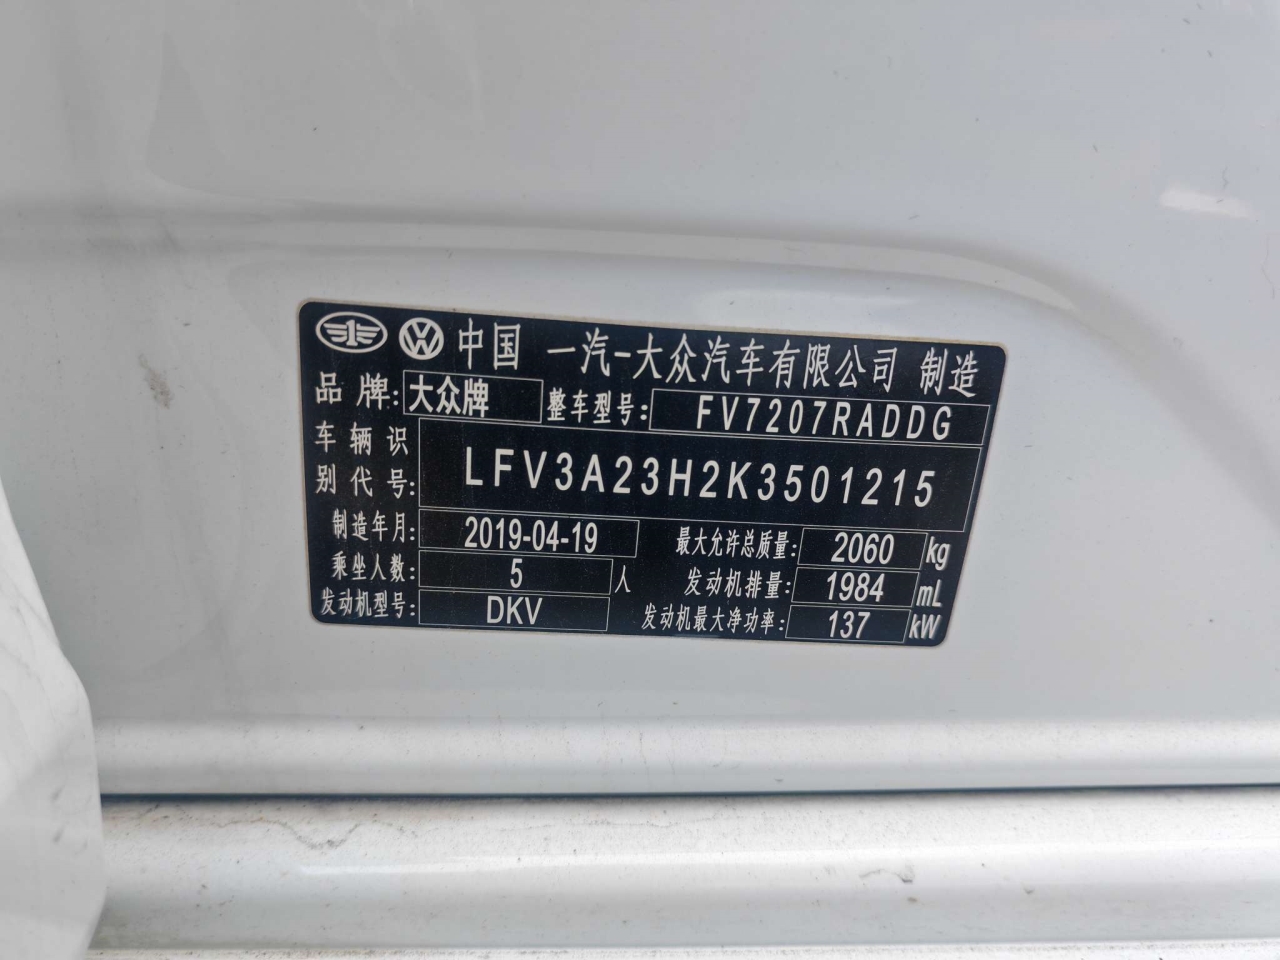 中国 一汽-大众汽车有限公司 制造
品牌: 大众牌 整车型号: FV7207RADDG
车辆识别代号: LFV3A23H2K3501215
制造年月: 2019-04-19 最大允许总质量: 2060 kg
乘坐人数: 5 人 发动机排量: 1984 mL
发动机型号: DKV 发动机最大净功率: 137 kW